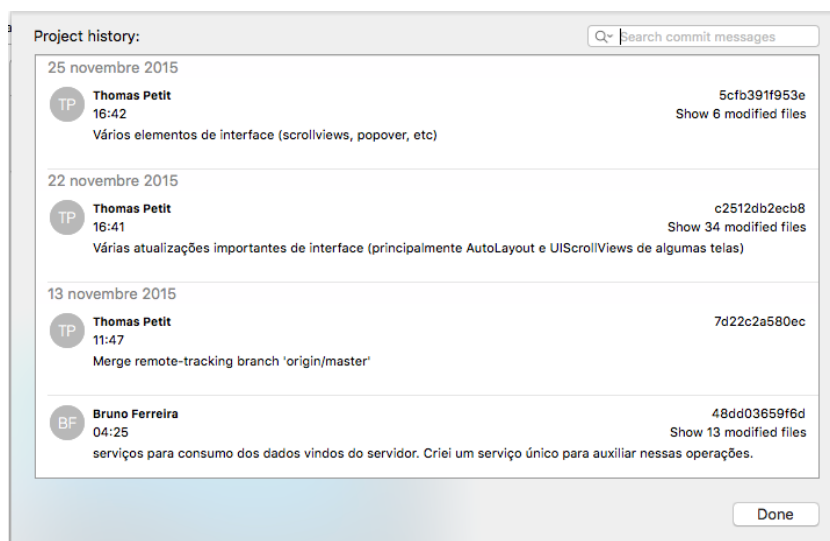 Project history:
Search commit messages
25 novembre 2015
TP
Thomas Petit
5cfb391f953e
16:42
Show 6 modified files
Vários elementos de interface (scrollviews, popover, etc)
22 novembre 2015
TP
Thomas Petit
c2512db2ecb8
16:41
Show 34 modified files
Várias atualizações importantes de interface (principalmente AutoLayout e UIScrollViews de algumas telas)
13 novembre 2015
TP
Thomas Petit
7d22c2a580ec
11:47
Merge remote-tracking branch 'origin/master'
BF
Bruno Ferreira
48dd03659f6d
04:25
Show 13 modified files
serviços para consumo dos dados vindos do servidor. Criei um serviço único para auxiliar nessas operações.
Done